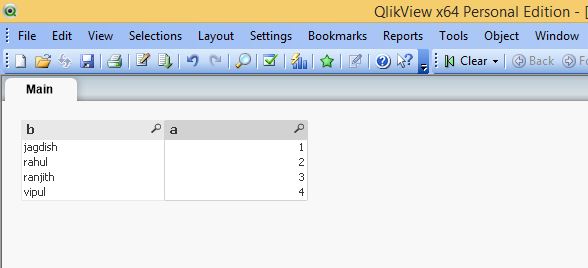 QlikView x64 Personal Edition - [
File Edit View Selections Layout Settings Bookmarks Reports Tools Object Window
Clear Back Fo
Main
b a
jagdish 1
rahul 2
ranjith 3
vipul 4